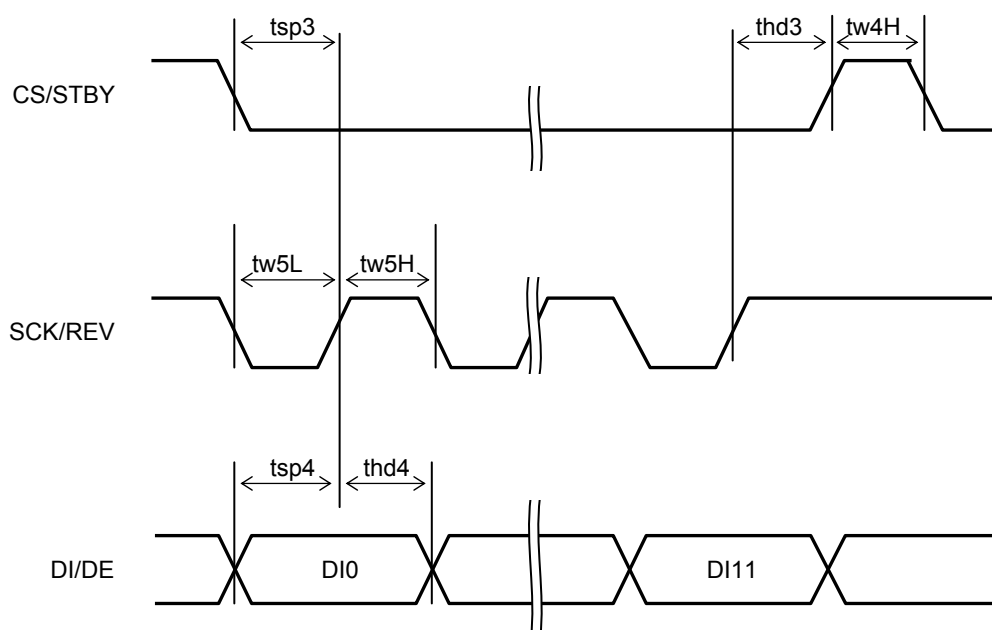 tsp3
thd3
tw4H
CS/STBY
tw5L
tw5H
SCK/REV
tsp4
thd4
DI/DE
DI0
DI11